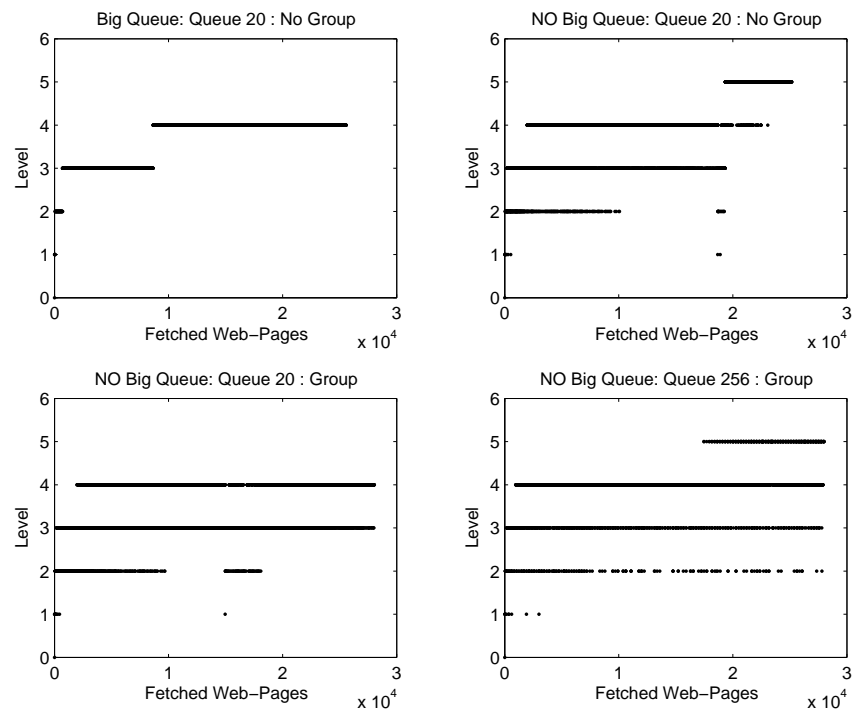 Big Queue: Queue 20 : No Group
6
5
4
3
2
1
0
Level
0
1
2
3
Fetched Web−Pages
x 10^4
NO Big Queue: Queue 20 : No Group
6
5
4
3
2
1
0
Level
0
1
2
3
Fetched Web−Pages
x 10^4
NO Big Queue: Queue 20 : Group
6
5
4
3
2
1
0
Level
0
1
2
3
Fetched Web−Pages
x 10^4
NO Big Queue: Queue 256 : Group
6
5
4
3
2
1
0
Level
0
1
2
3
Fetched Web−Pages
x 10^4